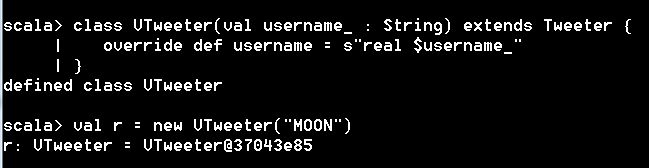 scala> class VTweeter(val username_ : String) extends Tweeter {
     |    override def username = s"real $username_"
     | }
defined class VTweeter
scala> val r = new VTweeter("MOON")
r: VTweeter = VTweeter@37043e85